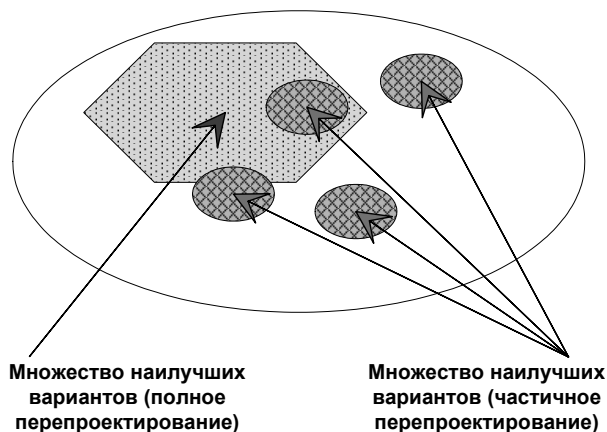 Множество наилучших
вариантов (полное
перепроектирование)
Множество наилучших
вариантов (частичное
перепроектирование)